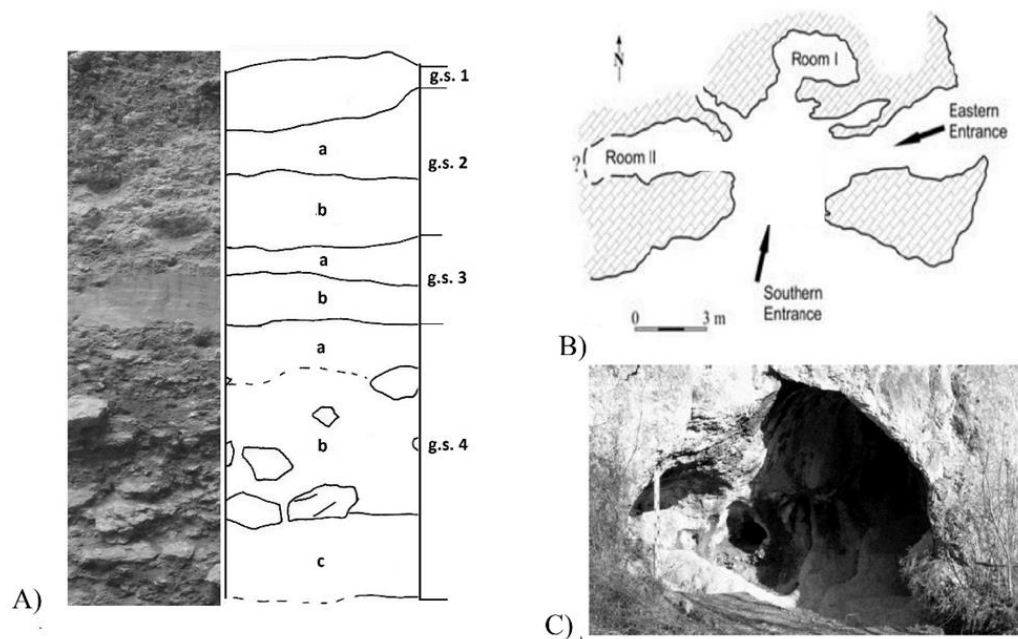 A)
g.s. 1
a
g.s. 2
b
a
g.s. 3
b
a
b
g.s. 4
c
B)
N
Room I
Eastern
Entrance
?
Room II
Southern
Entrance
0 3 m
C)